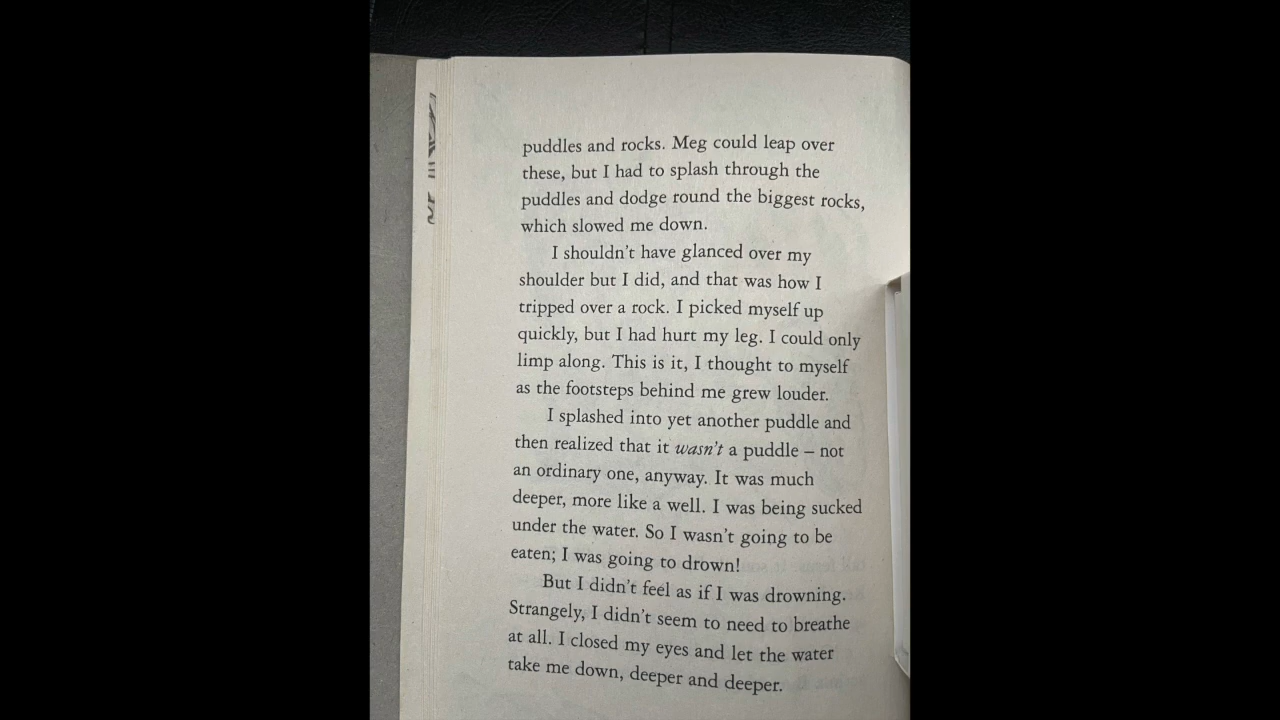 puddles and rocks. Meg could leap over
these, but I had to splash through the
puddles and dodge round the biggest rocks,
which slowed me down.
I shouldn't have glanced over my
shoulder but I did, and that was how I
tripped over a rock. I picked myself up
quickly, but I had hurt my leg. I could only
limp along. This is it, I thought to myself
as the footsteps behind me grew louder.
I splashed into yet another puddle and
then realized that it wasn't a puddle – not
an ordinary one, anyway. It was much
deeper, more like a well. I was being sucked
under the water. So I wasn't going to be
eaten; I was going to drown!
But I didn't feel as if I was drowning.
Strangely, I didn't seem to need to breathe
at all. I closed my eyes and let the water
take me down, deeper and deeper.